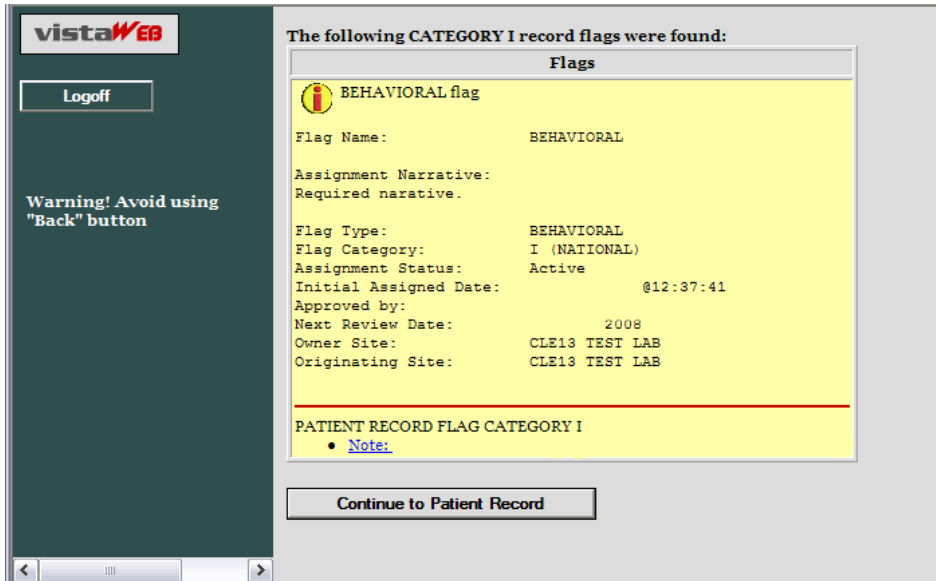 vistaWEB
Logoff
Warning! Avoid using
"Back" button
The following CATEGORY I record flags were found:
Flags
BEHAVIORAL flag
Flag Name: BEHAVIORAL
Assignment Narrative:
Required narative.
Flag Type: BEHAVIORAL
Flag Category: I (NATIONAL)
Assignment Status: Active
Initial Assigned Date: @12:37:41
Approved by:
Next Review Date: 2008
Owner Site: CLE13 TEST LAB
Originating Site: CLE13 TEST LAB
PATIENT RECORD FLAG CATEGORY I
• Note:
Continue to Patient Record